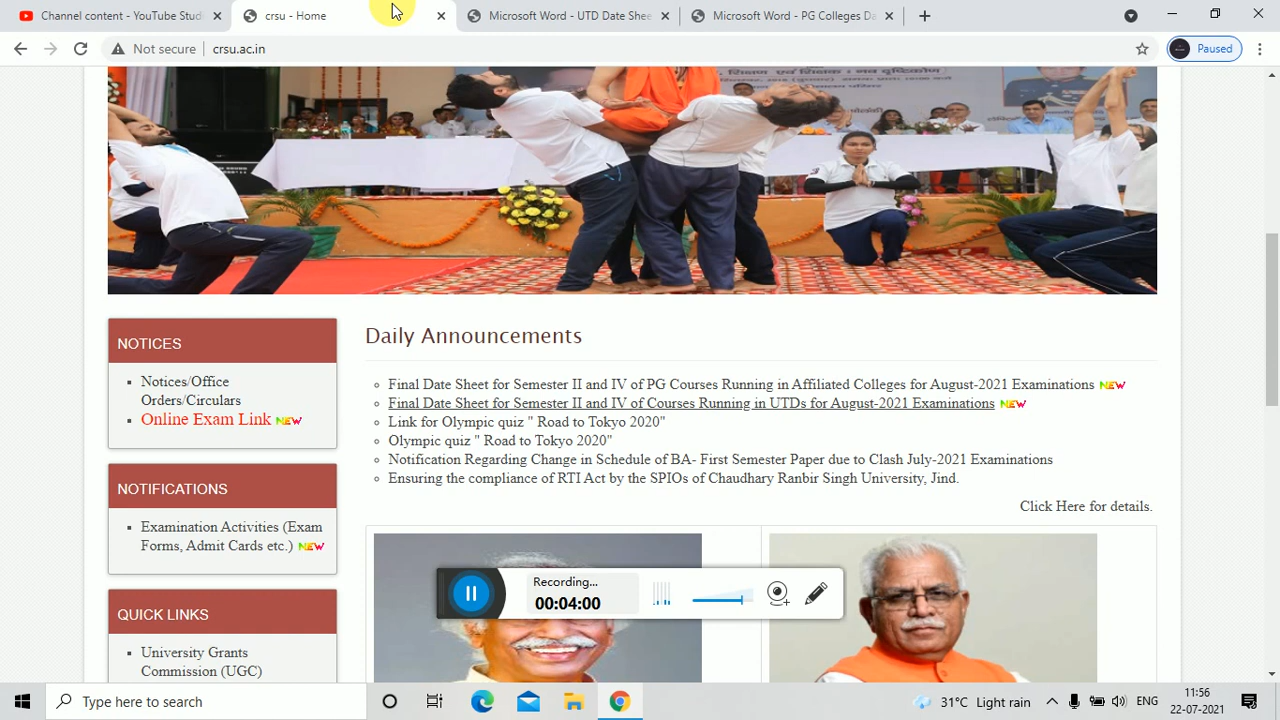 Channel content - YouTube Studi
crsu - Home
Microsoft Word - UTD Date Shee
Microsoft Word - PG Colleges Da
Not secure
crsu.ac.in
Paused
शिक्षण एवं शिक्षक : नव दृष्टिकोण
NOTICES
Notices/Office
Orders/Circulars
Online Exam Link NEW
NOTIFICATIONS
Examination Activities (Exam
Forms, Admit Cards etc.) NEW
QUICK LINKS
University Grants
Commission (UGC)
Daily Announcements
Final Date Sheet for Semester II and IV of PG Courses Running in Affiliated Colleges for August-2021 Examinations NEW
Final Date Sheet for Semester II and IV of Courses Running in UTDs for August-2021 Examinations NEW
Link for Olympic quiz " Road to Tokyo 2020"
Olympic quiz " Road to Tokyo 2020"
Notification Regarding Change in Schedule of BA- First Semester Paper due to Clash July-2021 Examinations
Ensuring the compliance of RTI Act by the SPIOs of Chaudhary Ranbir Singh University, Jind.
Click Here for details.
Recording...
00:04:00
Type here to search
31°C Light rain
ENG
11:56
22-07-2021